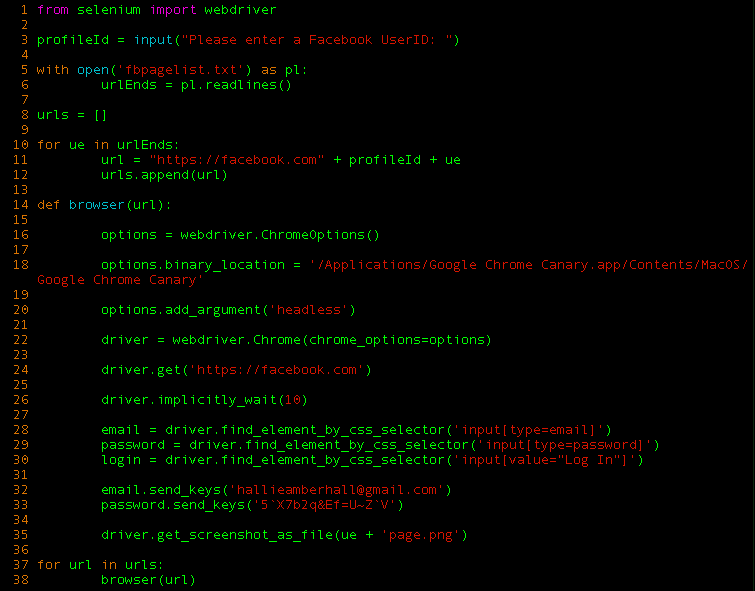 1 from selenium import webdriver
2
3 profileId = input("Please enter a Facebook UserID: ")
4
5 with open('fbpagelist.txt') as pl:
6         urlEnds = pl.readlines()
7
8 urls = []
9
10 for ue in urlEnds:
11         url = "https://facebook.com" + profileId + ue
12         urls.append(url)
13
14 def browser(url):
15
16         options = webdriver.ChromeOptions()
17
18         options.binary_location = '/Applications/Google Chrome Canary.app/Contents/MacOS/
Google Chrome Canary'
19
20         options.add_argument('headless')
21
22         driver = webdriver.Chrome(chrome_options=options)
23
24         driver.get('https://facebook.com')
25
26         driver.implicitly_wait(10)
27
28         email = driver.find_element_by_css_selector('input[type=email]')
29         password = driver.find_element_by_css_selector('input[type=password]')
30         login = driver.find_element_by_css_selector('input[value="Log In"]')
31
32         email.send_keys('hallieamberhall@gmail.com')
33         password.send_keys('5`X7b2q&Ef=U~Z`V')
34
35         driver.get_screenshot_as_file(ue + 'page.png')
36
37 for url in urls:
38         browser(url)